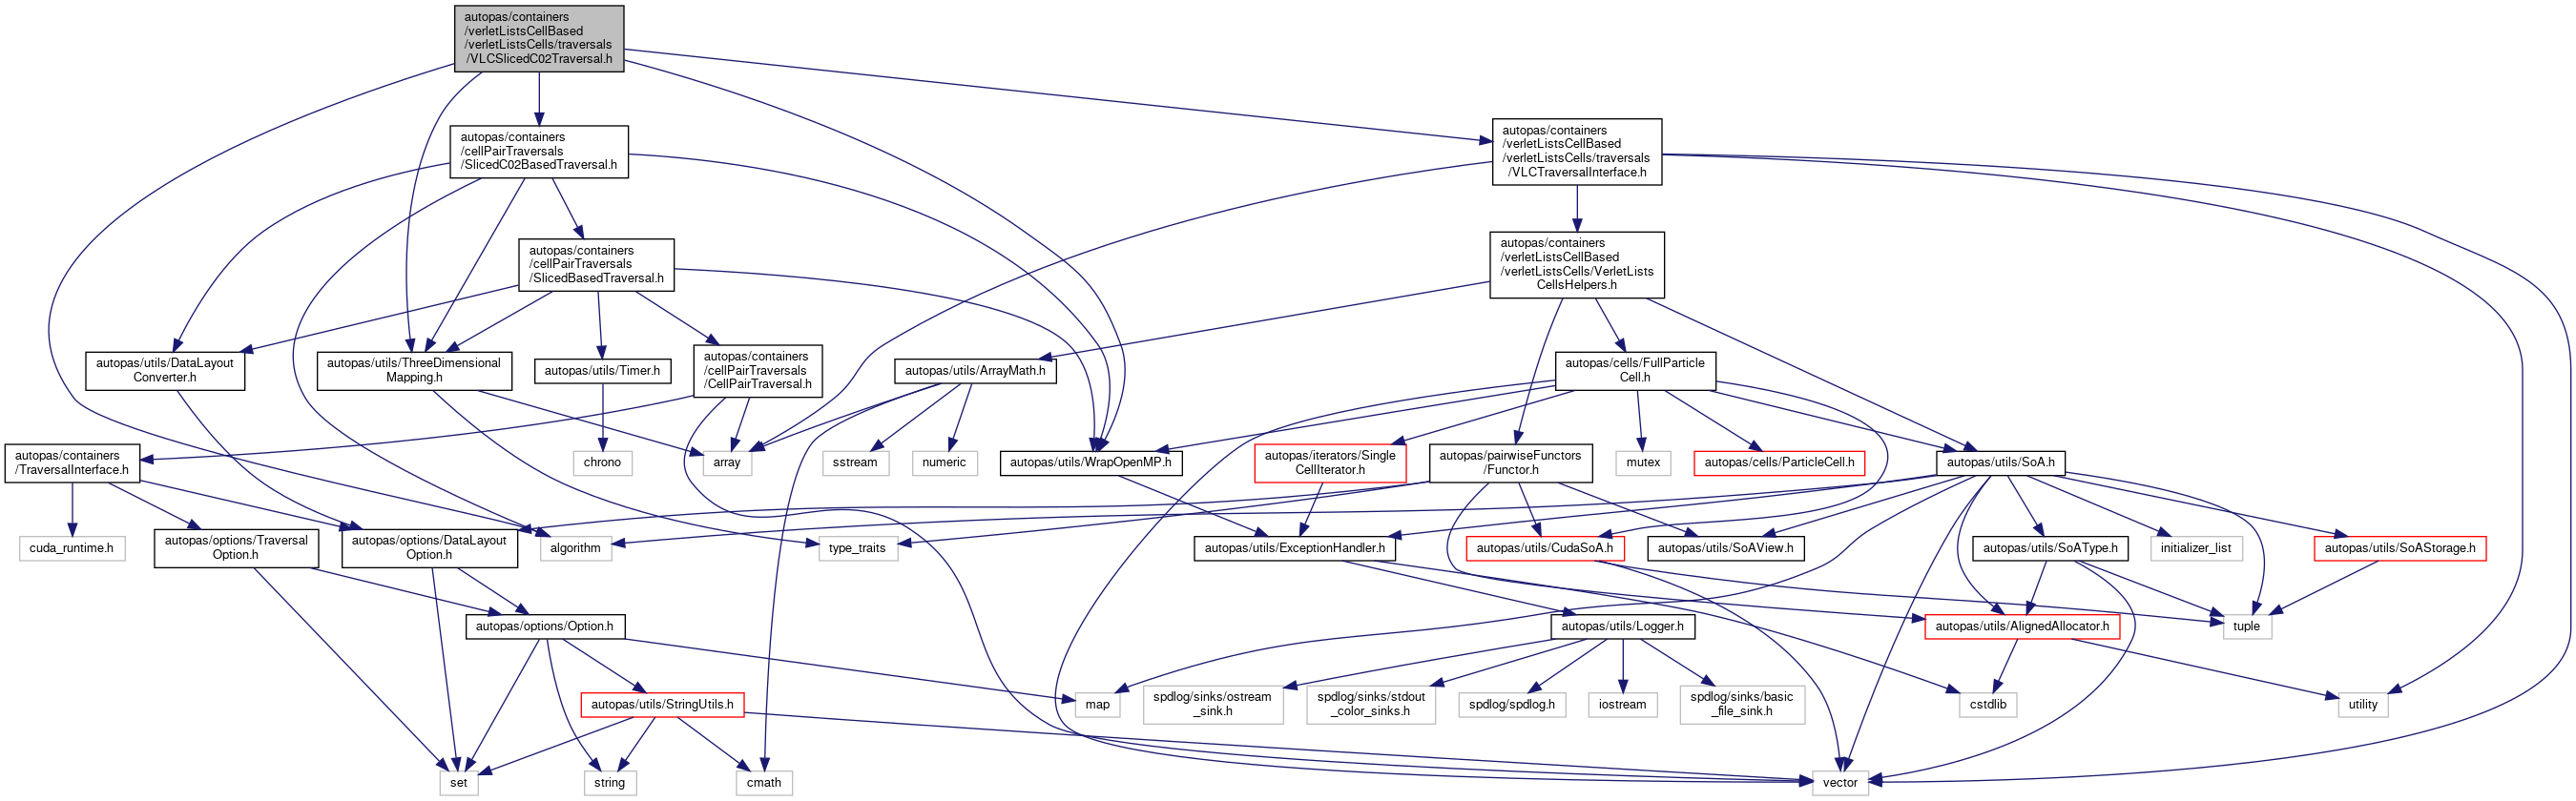 autopas/containers
/verletListsCellBased
/verletListsCells/traversals
/VLCSlicedC02Traversal.h
autopas/containers
/cellPairTraversals
/SlicedC02BasedTraversal.h
autopas/containers
/verletListsCellBased
/verletListsCells/traversals
/VLCTraversalInterface.h
autopas/containers
/cellPairTraversals
/SlicedBasedTraversal.h
autopas/containers
/verletListsCellBased
/verletListsCells/VerletLists
CellsHelpers.h
autopas/utils/DataLayout
Converter.h
autopas/utils/ThreeDimensional
Mapping.h
autopas/utils/Timer.h
autopas/containers
/cellPairTraversals
/CellPairTraversal.h
autopas/utils/ArrayMath.h
autopas/cells/FullParticle
Cell.h
autopas/containers
/TraversalInterface.h
chrono
array
sstream
numeric
autopas/utils/WrapOpenMP.h
autopas/iterators/Single
CellIterator.h
autopas/pairwiseFunctors
/Functor.h
mutex
autopas/cells/ParticleCell.h
autopas/utils/SoA.h
cuda_runtime.h
autopas/options/Traversal
Option.h
autopas/options/DataLayout
Option.h
algorithm
type_traits
autopas/utils/ExceptionHandler.h
autopas/utils/CudaSoA.h
autopas/utils/SoAView.h
autopas/utils/SoAType.h
initializer_list
autopas/utils/SoAStorage.h
autopas/options/Option.h
autopas/utils/Logger.h
autopas/utils/AlignedAllocator.h
tuple
autopas/utils/StringUtils.h
map
spdlog/sinks/ostream
_sink.h
spdlog/sinks/stdout
_color_sinks.h
spdlog/spdlog.h
iostream
spdlog/sinks/basic
_file_sink.h
cstdlib
utility
set
string
cmath
vector